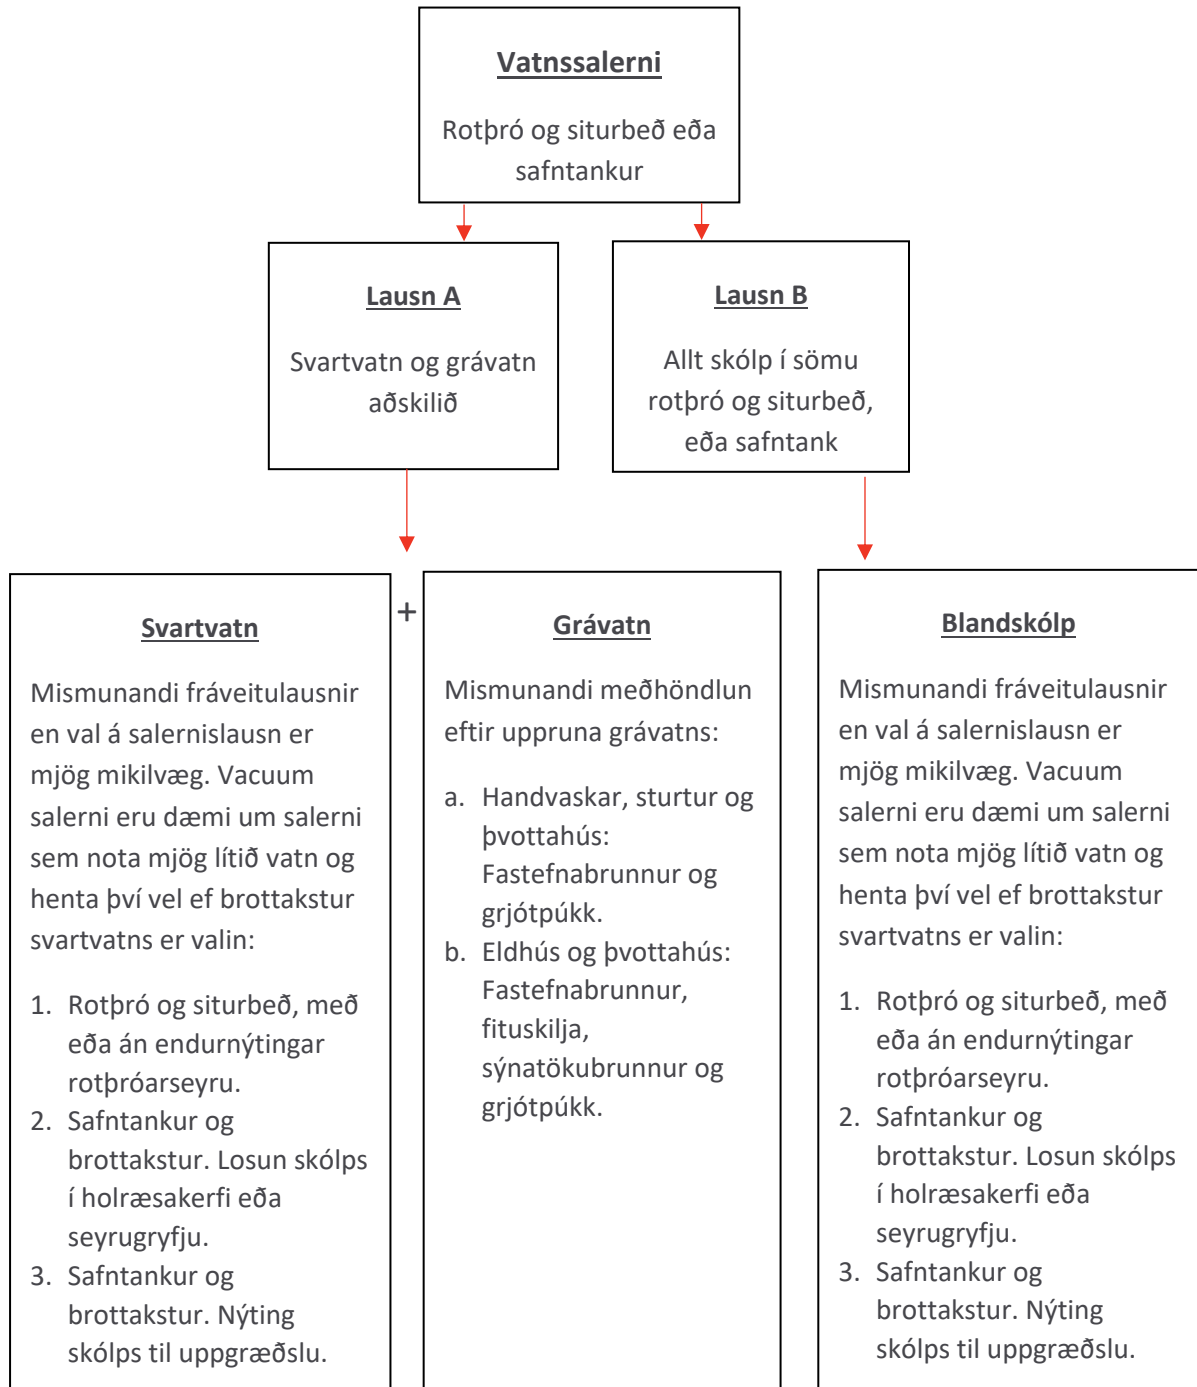 Vatnssalerni
Rotþró og siturbeð eða
safntankur
Lausn A
Svartvatn og grávatn
aðskilið
Lausn B
Allt skólp í sömu
rotþró og siturbeð,
eða safntank
Svartvatn
Mismunandi fráveitulausnir
en val á salernislausn er
mjög mikilvæg. Vacuum
salerni eru dæmi um salerni
sem nota mjög lítið vatn og
henta því vel ef brottakstur
svartvatns er valin:
1. Rotþró og siturbeð, með
eða án endurnýtingar
rotþróarseyru.
2. Safntankur og
brottakstur. Losun skólps
í holræsakerfi eða
seyrugryfju.
3. Safntankur og
brottakstur. Nýting
skólps til uppgræðslu.
+
Grávatn
Mismunandi meðhöndlun
eftir uppruna grávatns:
a. Handvaskar, sturtur og
þvottahús:
Fastefnabrunnur og
grjótpúkk.
b. Eldhús og þvottahús:
Fastefnabrunnur,
fituskilja,
sýnatökubrunnur og
grjótpúkk.
Blandskólp
Mismunandi fráveitulausnir
en val á salernislausn er
mjög mikilvæg. Vacuum
salerni eru dæmi um salerni
sem nota mjög lítið vatn og
henta því vel ef brottakstur
svartvatns er valin:
1. Rotþró og siturbeð, með
eða án endurnýtingar
rotþróarseyru.
2. Safntankur og
brottakstur. Losun skólps
í holræsakerfi eða
seyrugryfju.
3. Safntankur og
brottakstur. Nýting
skólps til uppgræðslu.